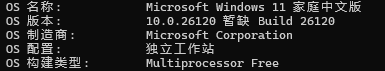 OS 名称: Microsoft Windows 11 家庭中文版
OS 版本: 10.0.26120 暂缺 Build 26120
OS 制造商: Microsoft Corporation
OS 配置: 独立工作站
OS 构建类型: Multiprocessor Free